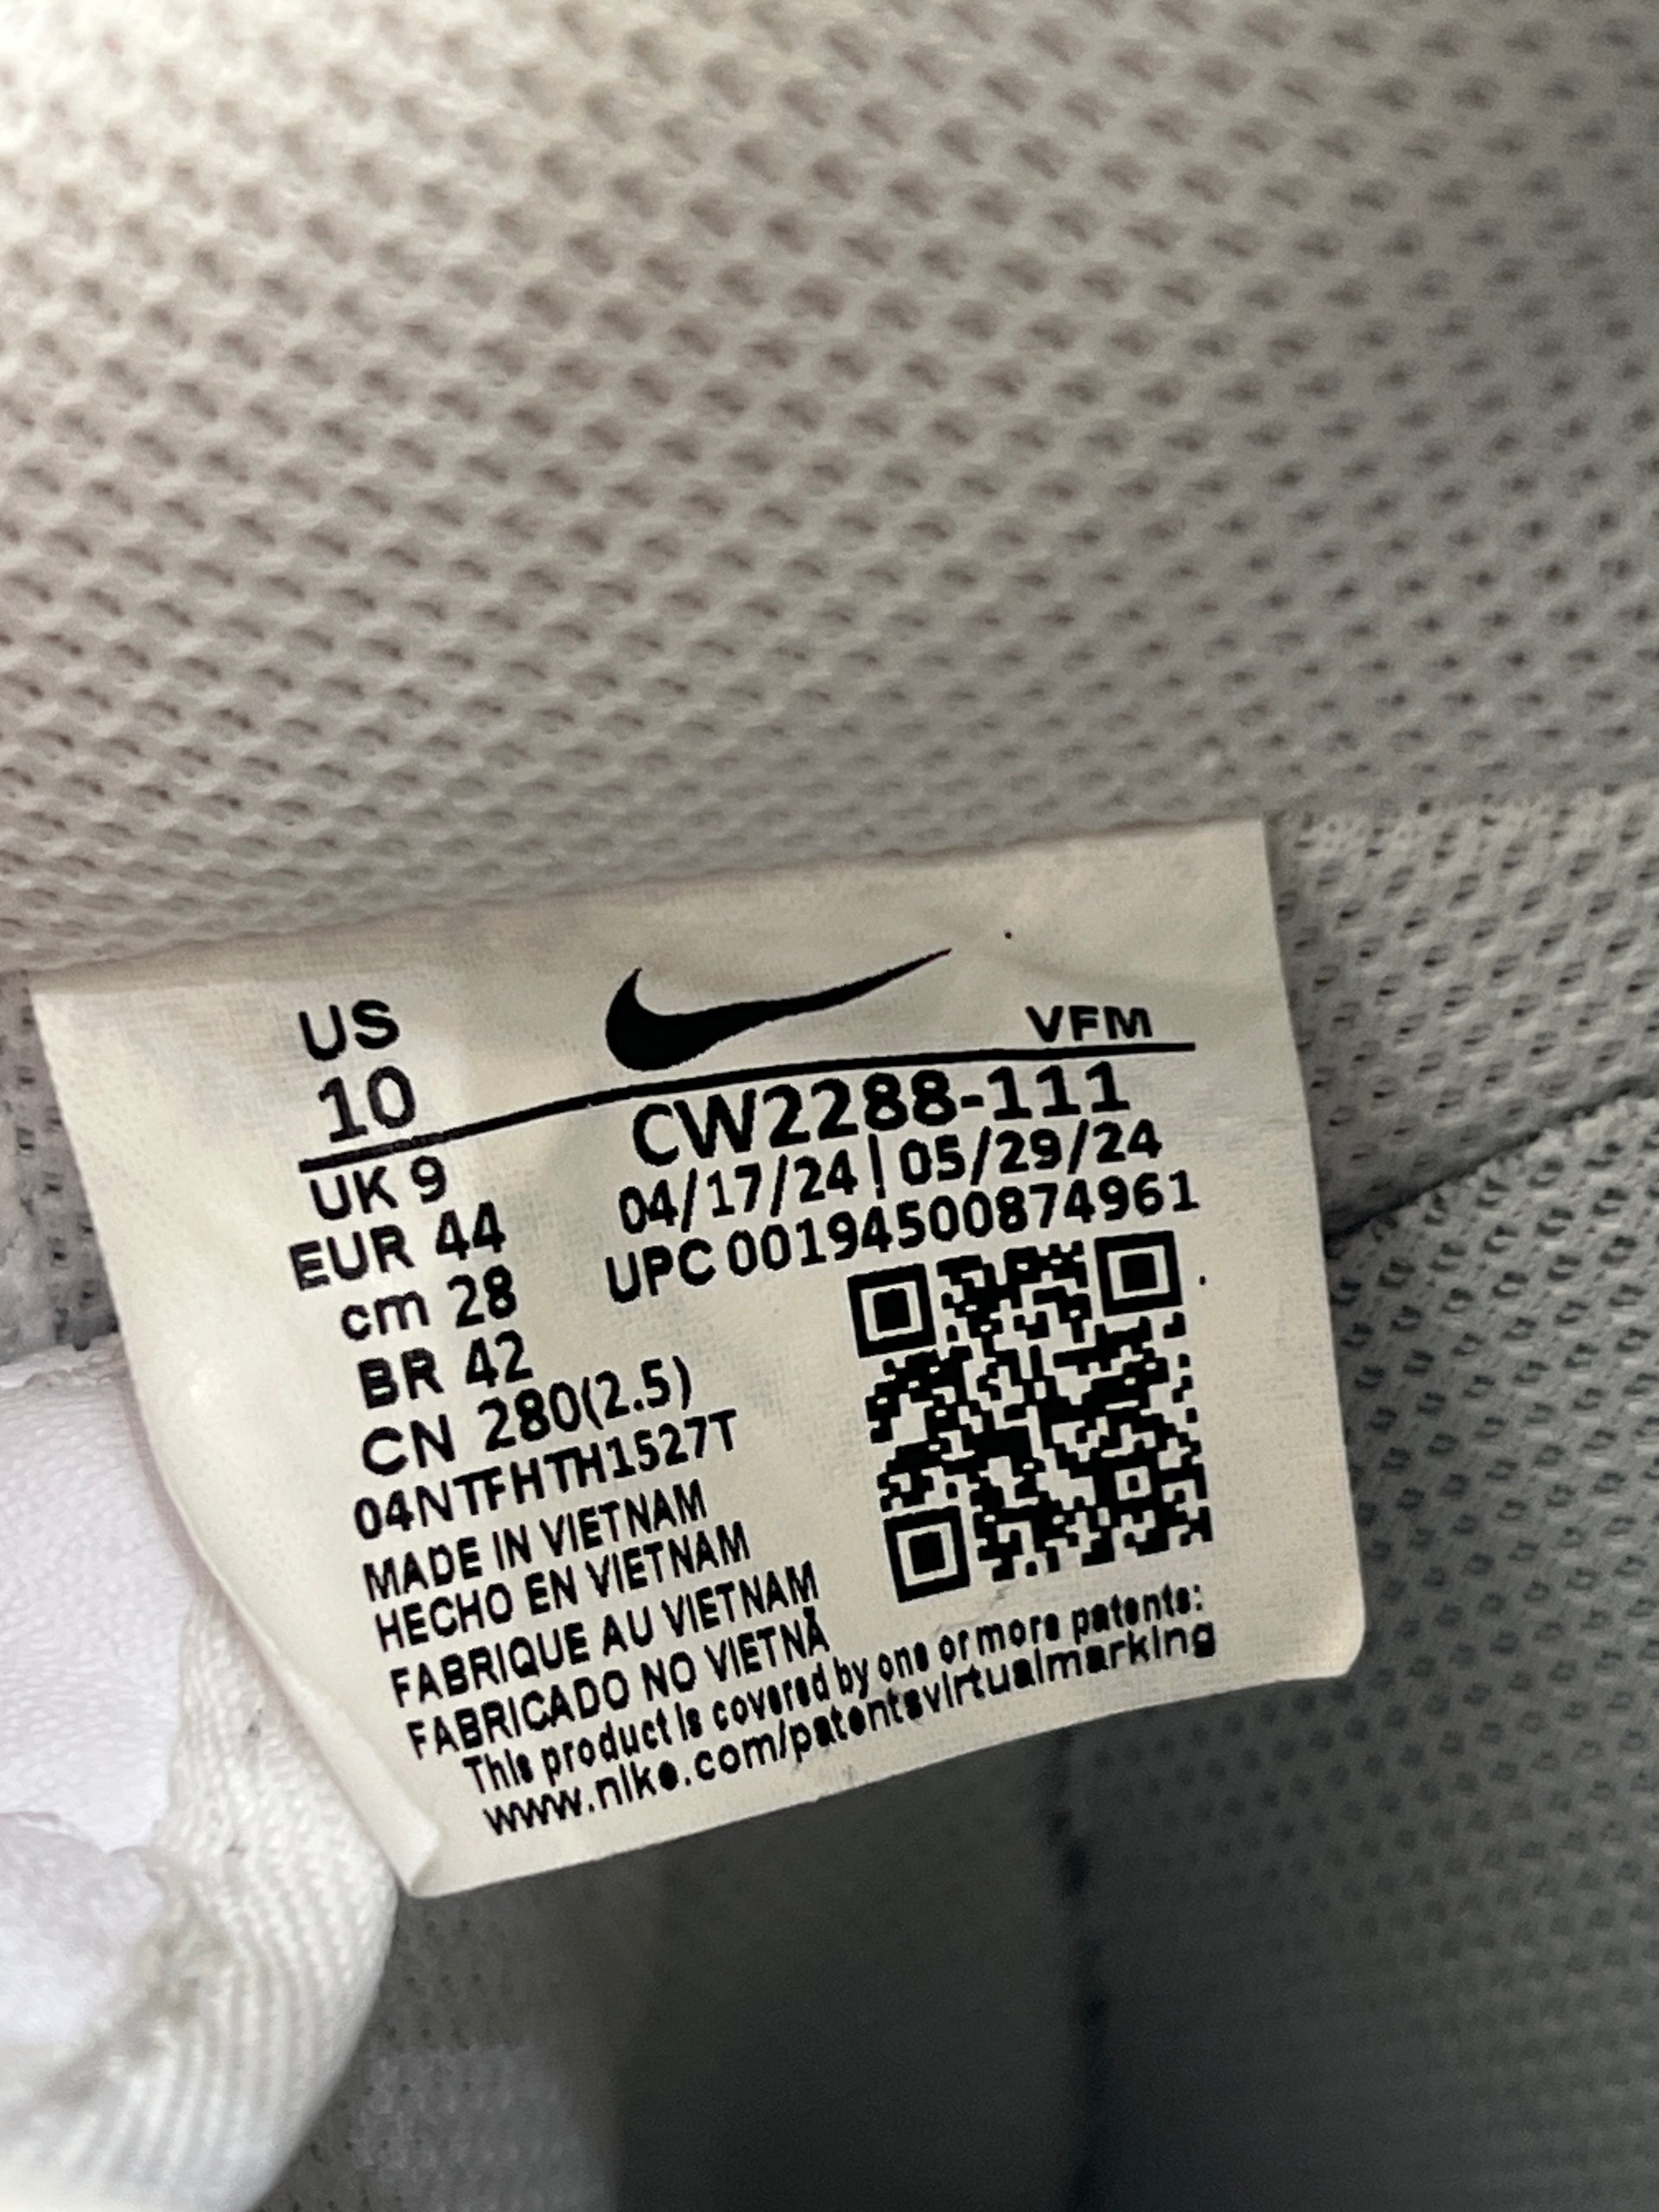 US
10
VFM
UK 9
EUR 44
cm 28
BR 42
CN 280(2.5)
CW2288-111
04/17/24 | 05/29/24
UPC 00194500874961
04NTFHTH1527T
MADE IN VIETNAM
HECHO EN VIETNAM
FABRIQUE AU VIETNAM
FABRICADO NO VIETNÃ
This product is covered by one or more patents:
www.nike.com/patentsvirtualmarking